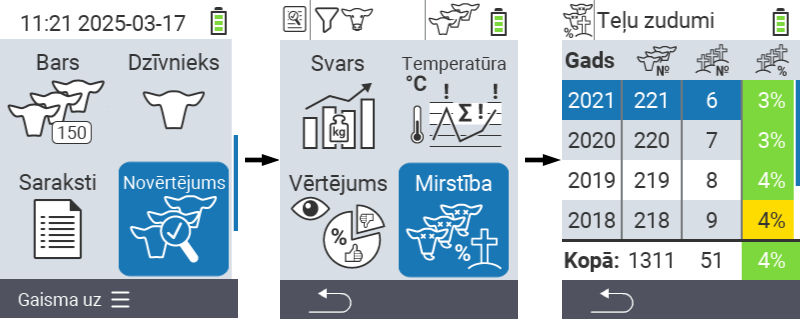 11:21 2025-03-17
Bars
Dzīvnieks
150
Saraksti
Novērtējums
Gaisma uz
Svars
Temperatūra
kg
°C
! !
Σ!
Vērtējums
Mirstība
%
%
Teļu zudumi
%
Gads № № %
2021 221 6 3%
2020 220 7 3%
2019 219 8 4%
2018 218 9 4%
Kopā: 1311 51 4%